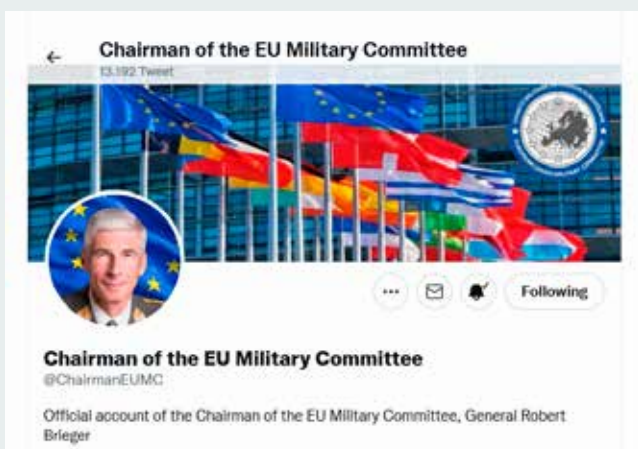 Chairman of the EU Military Committee
13.192 Tweet
Chairman of the EU Military Committee
@ChairmanEUMC
Following
Official account of the Chairman of the EU Military Committee, General Robert
Brieger